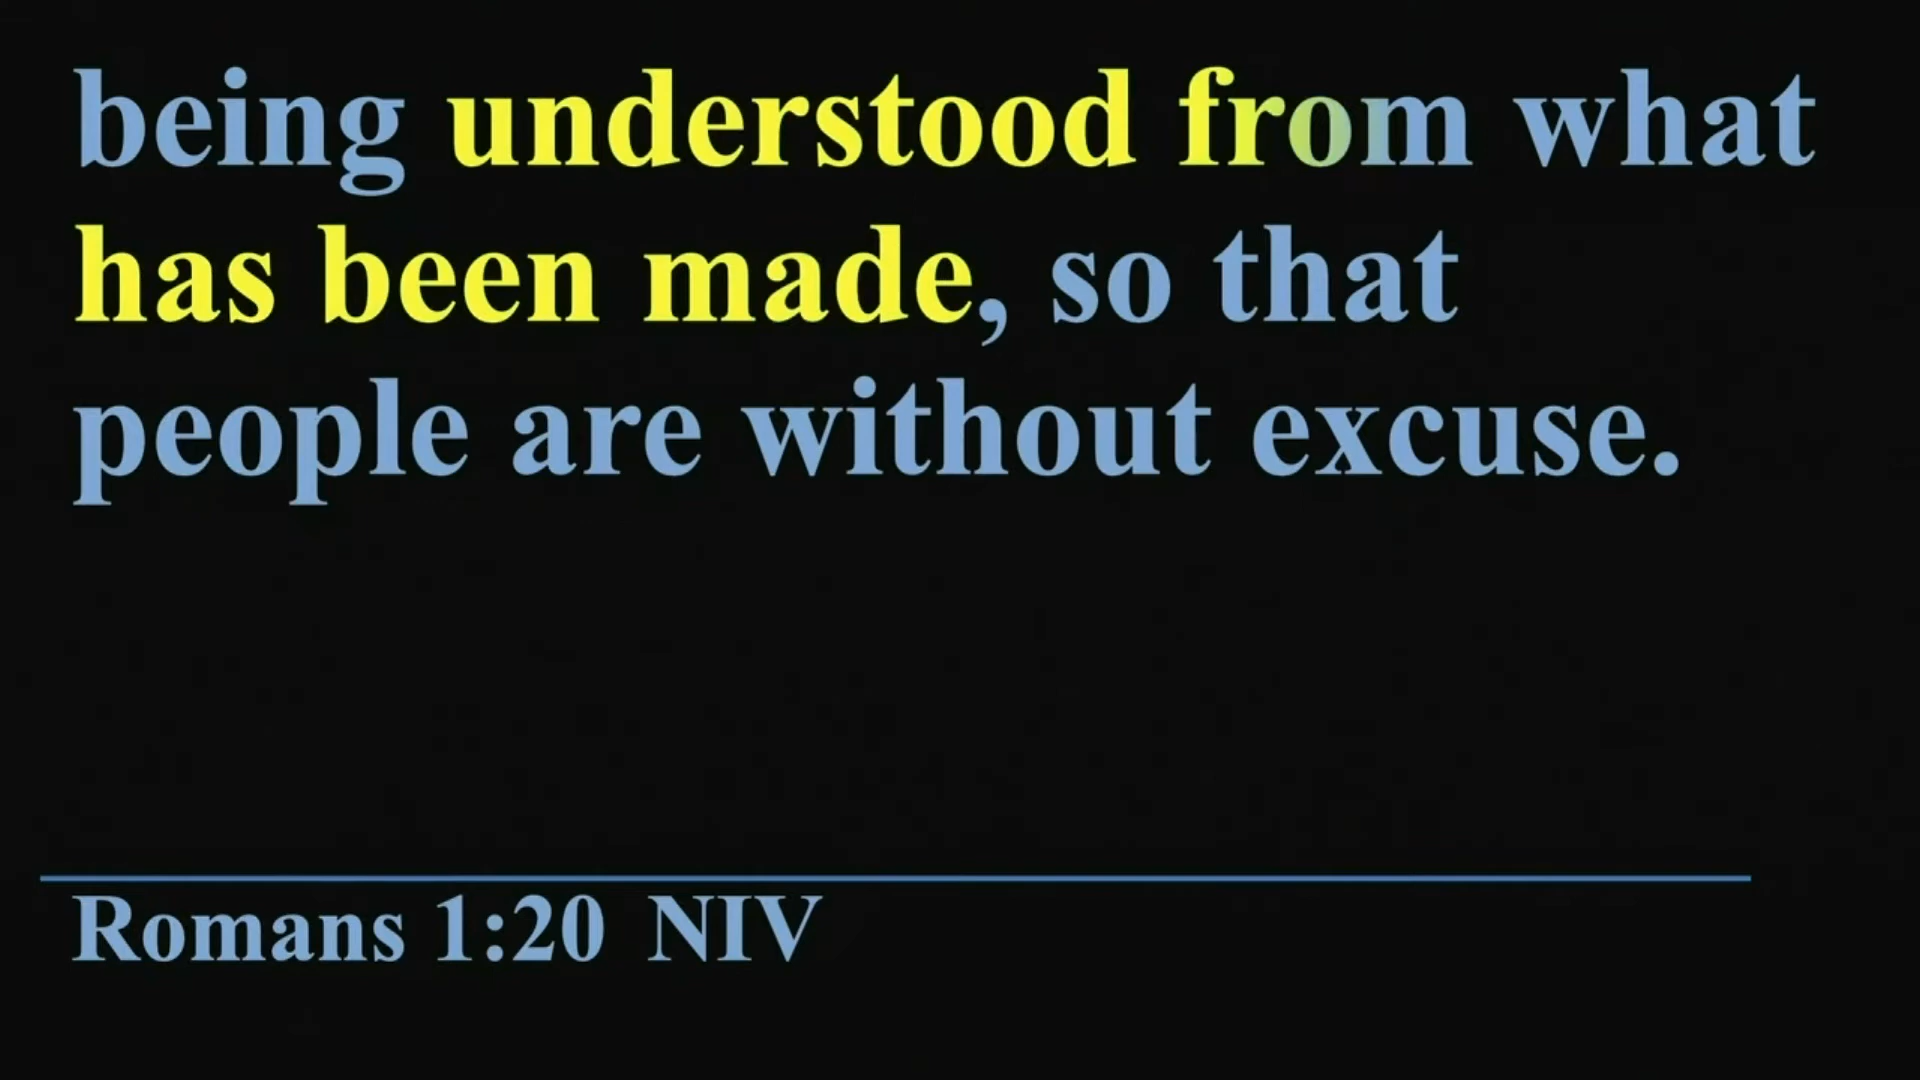 being understood from what
has been made, so that
people are without excuse.
Romans 1:20 NIV